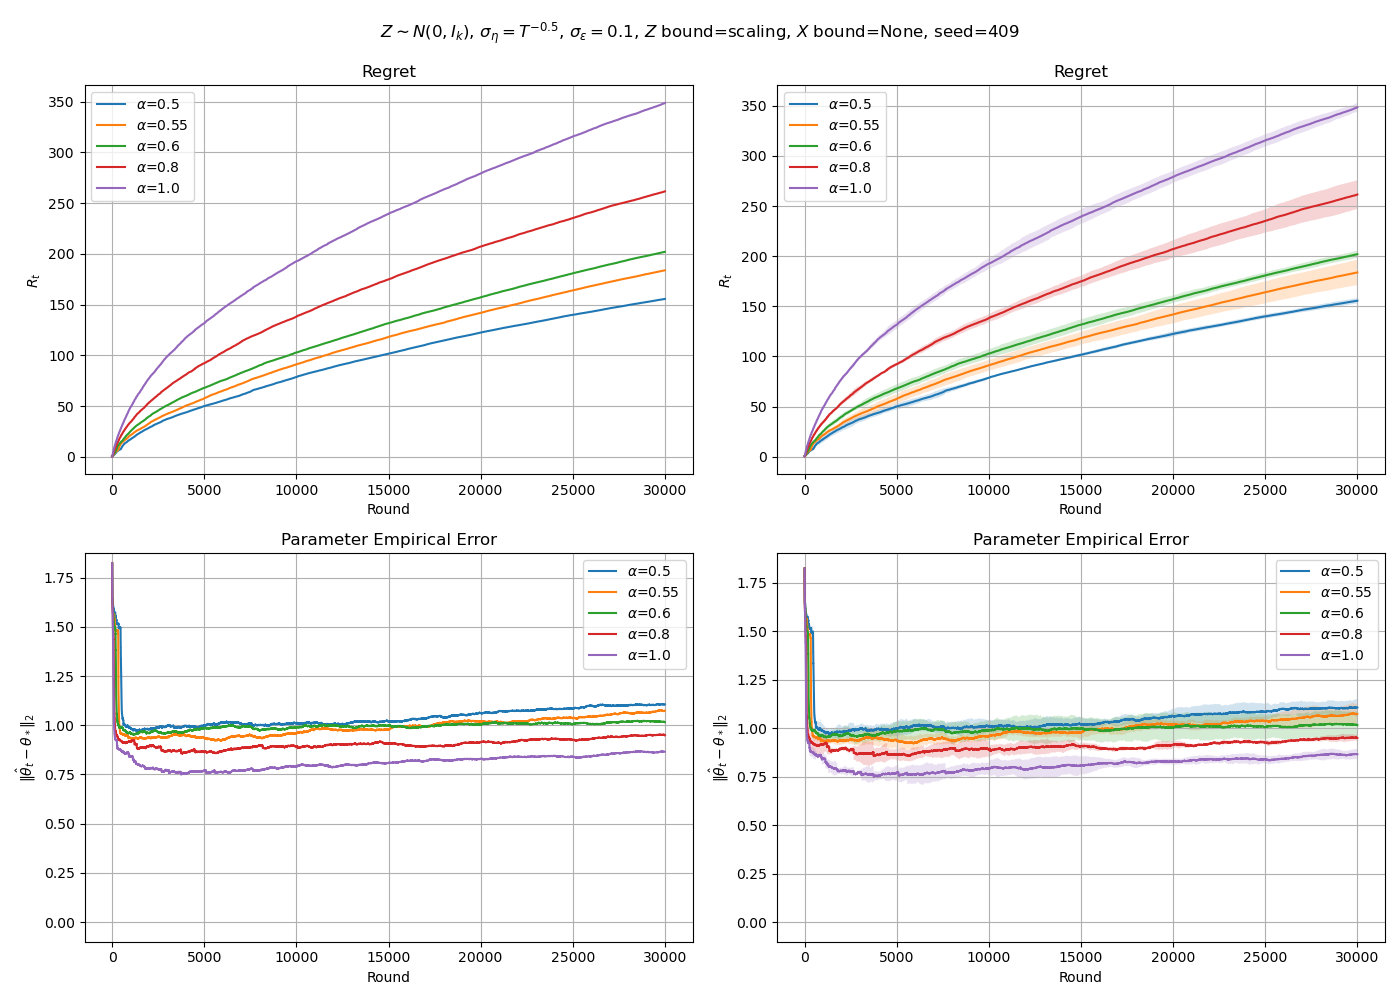 Z ∼ N(0, I_k), σ_η = T^{−0.5}, σ_ε = 0.1, Z bound=scaling, X bound=None, seed=409
Regret
R_t
350
300
250
200
150
100
50
0
α=0.5
α=0.55
α=0.6
α=0.8
α=1.0
0 5000 10000 15000 20000 25000 30000
Round
Regret
R_t
350
300
250
200
150
100
50
0
α=0.5
α=0.55
α=0.6
α=0.8
α=1.0
0 5000 10000 15000 20000 25000 30000
Round
Parameter Empirical Error
‖θ̂_t − θ_*‖_2
1.75
1.50
1.25
1.00
0.75
0.50
0.25
0.00
α=0.5
α=0.55
α=0.6
α=0.8
α=1.0
0 5000 10000 15000 20000 25000 30000
Round
Parameter Empirical Error
‖θ̂_t − θ_*‖_2
1.75
1.50
1.25
1.00
0.75
0.50
0.25
0.00
α=0.5
α=0.55
α=0.6
α=0.8
α=1.0
0 5000 10000 15000 20000 25000 30000
Round